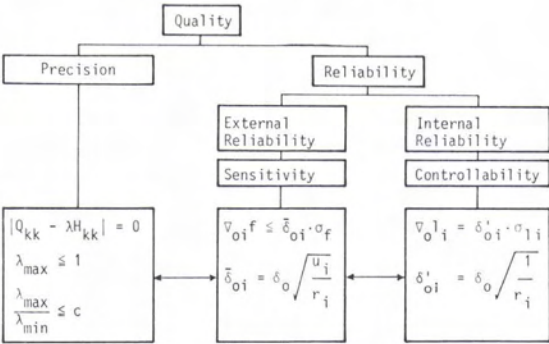 Quality
Precision
Reliability
External
Reliability
Internal
Reliability
Sensitivity
Controllability
|Q_kk - λH_kk| = 0
λ_max ≤ 1
λ_max / λ_min ≤ c
∇_oi f ≤ δ̄_oi · σ_f
δ̄_oi = δ_o √(u_i / r_i)
∇_o l_i = δ'_oi · σ_li
δ'_oi = δ_o √(1 / r_i)